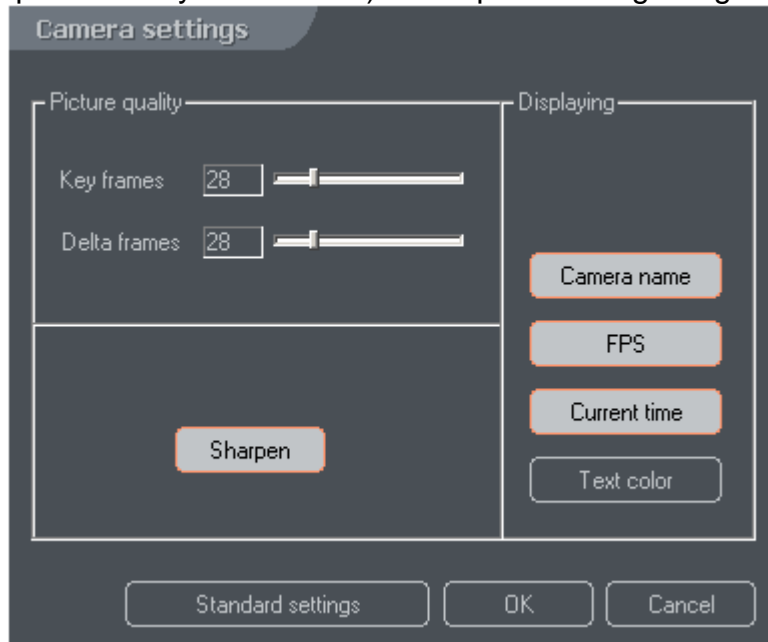 Camera settings
Picture quality
Key frames 28
Delta frames 28
Sharpen
Displaying
Camera name
FPS
Current time
Text color
Standard settings OK Cancel